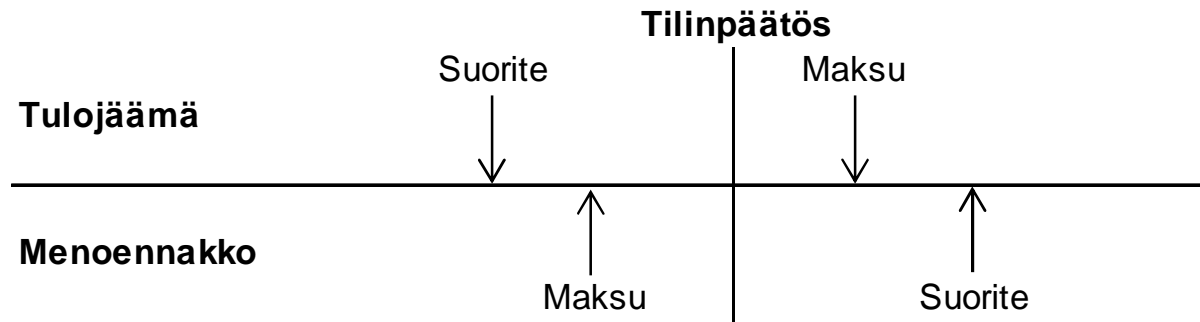 Tilinpäätös
Suorite
Maksu
Tulojäämä
Menoennakko
Maksu
Suorite